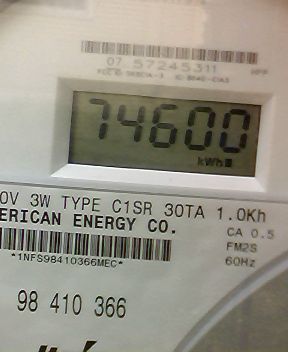 07 57245311
74600
kWh
0V 3W TYPE C1SR 30TA 1.0Kh
ERICAN ENERGY CO.
CA 0.5
FM2S
60Hz
*1NFS98410366MEC*
98 410 366